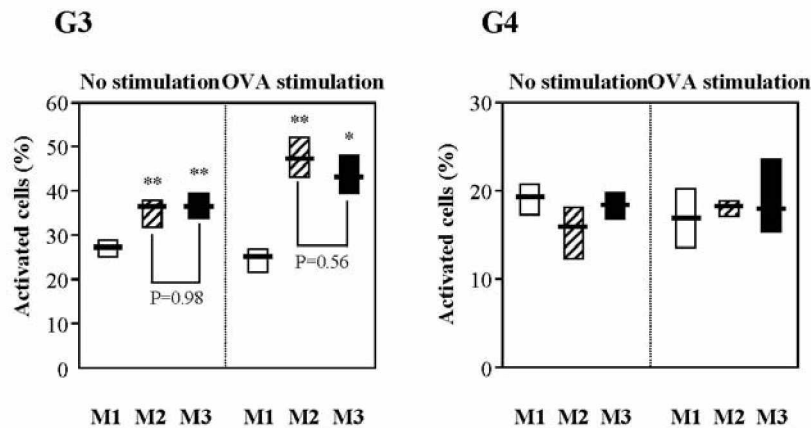 G3
G4
No stimulation OVA stimulation
No stimulation OVA stimulation
Activated cells (%)
60
50
40
30
20
10
0
** ** ** *
P=0.98
P=0.56
M1 M2 M3 M1 M2 M3
Activated cells (%)
30
20
10
0
M1 M2 M3 M1 M2 M3